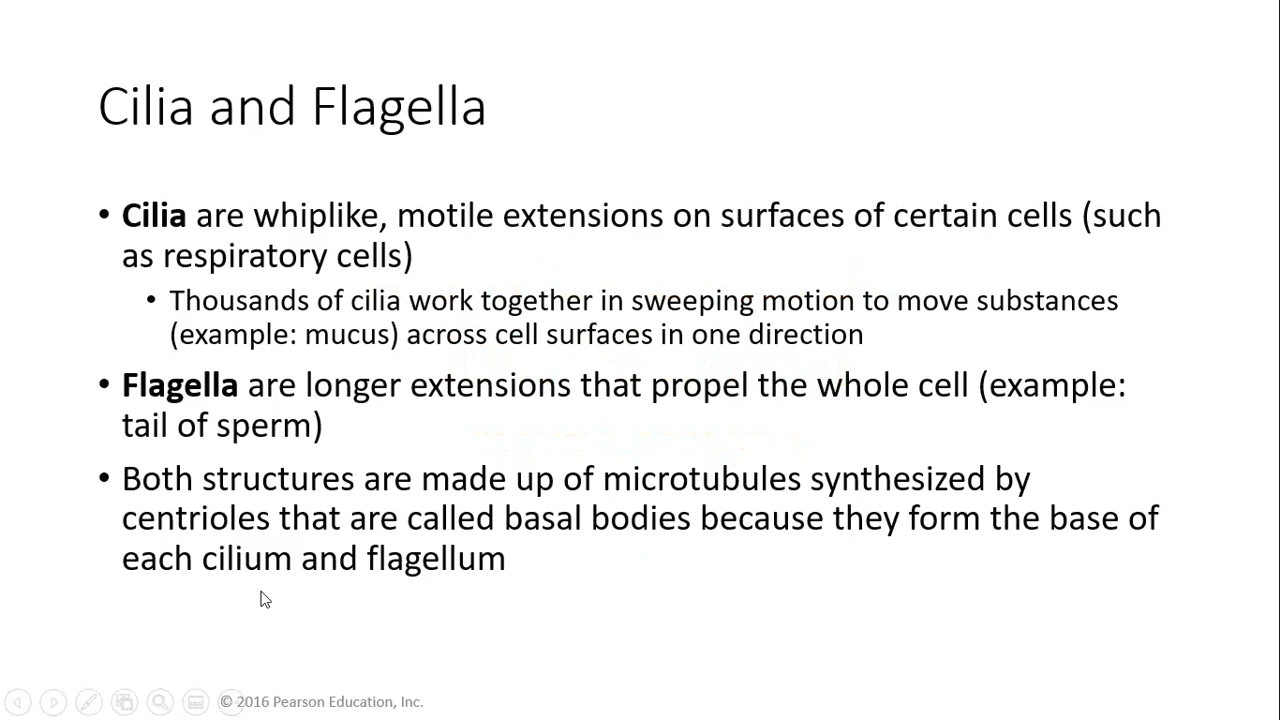 Cilia and Flagella
• Cilia are whiplike, motile extensions on surfaces of certain cells (such
as respiratory cells)
• Thousands of cilia work together in sweeping motion to move substances
(example: mucus) across cell surfaces in one direction
• Flagella are longer extensions that propel the whole cell (example:
tail of sperm)
• Both structures are made up of microtubules synthesized by
centrioles that are called basal bodies because they form the base of
each cilium and flagellum
© 2016 Pearson Education, Inc.